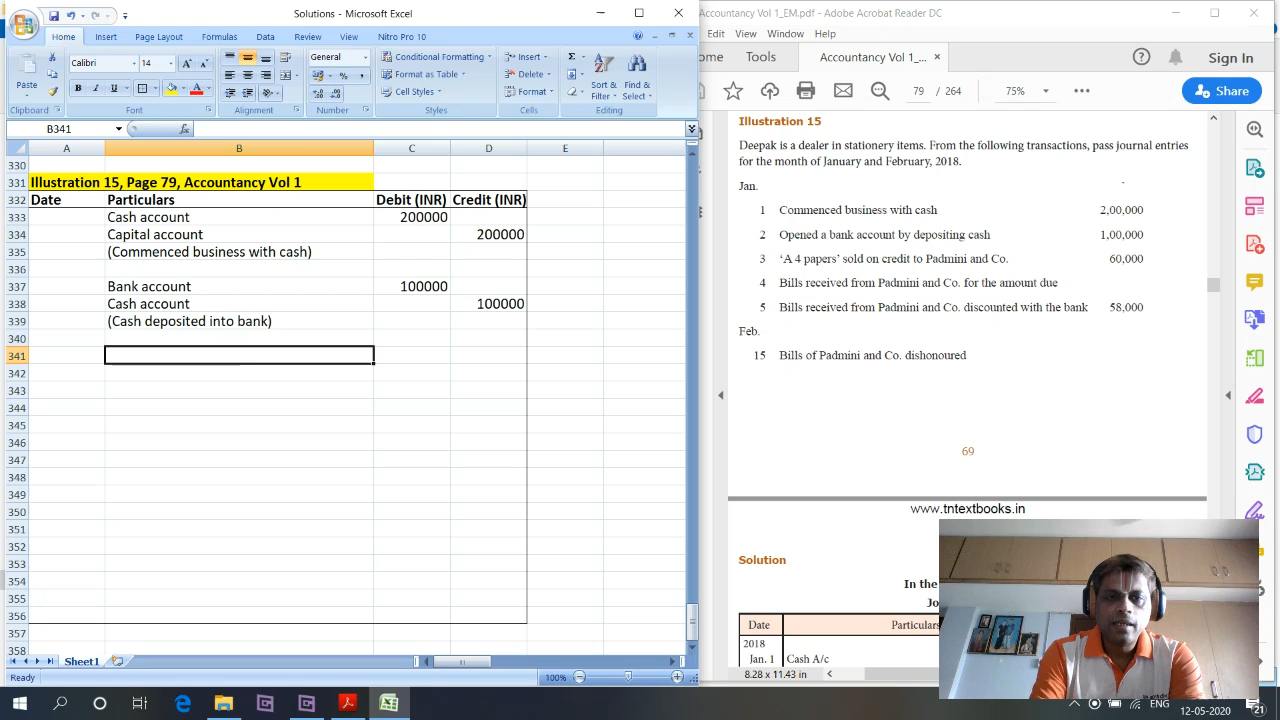 Solutions - Microsoft Excel
Home Insert Page Layout Formulas Data Review View Nitro Pro 10
Paste
Calibri 14
General
Conditional Formatting
Format as Table
Cell Styles
Insert
Delete
Format
Sort & Filter
Find & Select
Clipboard Font Alignment Number Styles Cells Editing
B341
A B C D E
330
331 Illustration 15, Page 79, Accountancy Vol 1
332 Date Particulars Debit (INR) Credit (INR)
333 Cash account 200000
334 Capital account 200000
335 (Commenced business with cash)
336
337 Bank account 100000
338 Cash account 100000
339 (Cash deposited into bank)
340
341
342
343
344
345
346
347
348
349
350
351
352
353
354
355
356
357
358
Sheet1
Ready
100%
Accountancy Vol 1_EM.pdf - Adobe Acrobat Reader DC
Edit View Window Help
ome Tools Accountancy Vol 1_... × Sign In
79 / 264 75% Share
Illustration 15
Deepak is a dealer in stationery items. From the following transactions, pass journal entries
for the month of January and February, 2018.
Jan.
1 Commenced business with cash 2,00,000
2 Opened a bank account by depositing cash 1,00,000
3 ‘A 4 papers’ sold on credit to Padmini and Co. 60,000
4 Bills received from Padmini and Co. for the amount due
5 Bills received from Padmini and Co. discounted with the bank 58,000
Feb.
15 Bills of Padmini and Co. dishonoured
69
www.tntextbooks.in
Solution
In the
Jo
Date Particulars
2018
Jan. 1 Cash A/c
8.28 x 11.43 in
ENG
12-05-2020
21